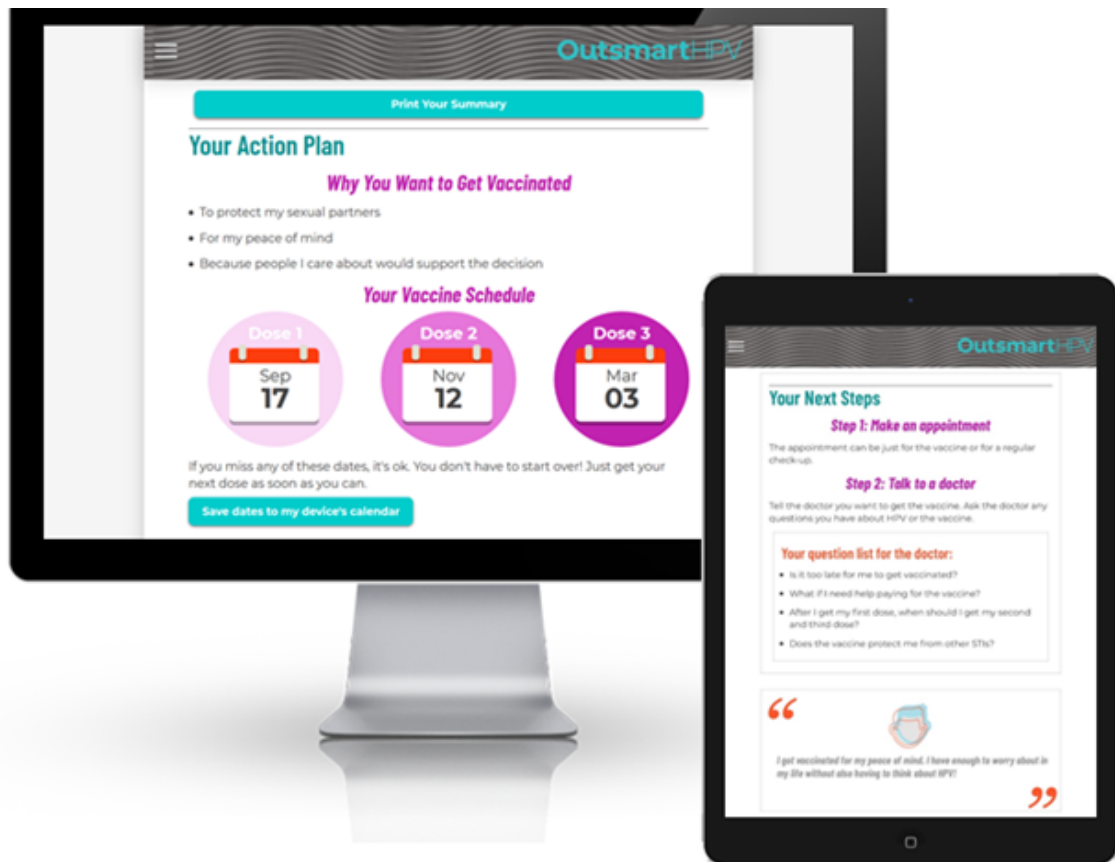 OutsmartHPV
Print Your Summary
Your Action Plan
Why You Want to Get Vaccinated
• To protect my sexual partners
• For my peace of mind
• Because people I care about would support the decision
Your Vaccine Schedule
Dose 1
Sep
17
Dose 2
Nov
12
Dose 3
Mar
03
If you miss any of these dates, it's ok. You don't have to start over! Just get your
next dose as soon as you can.
Save dates to my device's calendar
OutsmartHPV
Your Next Steps
Step 1: Make an appointment
The appointment can be just for the vaccine or for a regular
check-up.
Step 2: Talk to a doctor
Tell the doctor you want to get the vaccine. Ask the doctor any
questions you have about HPV or the vaccine.
Your question list for the doctor:
• Is it too late for me to get vaccinated?
• What if I need help paying for the vaccine?
• After I get my first dose, when should I get my second
and third dose?
• Does the vaccine protect me from other STIs?
“
I got vaccinated for my peace of mind. I have enough to worry about in
my life without also having to think about HPV!
”